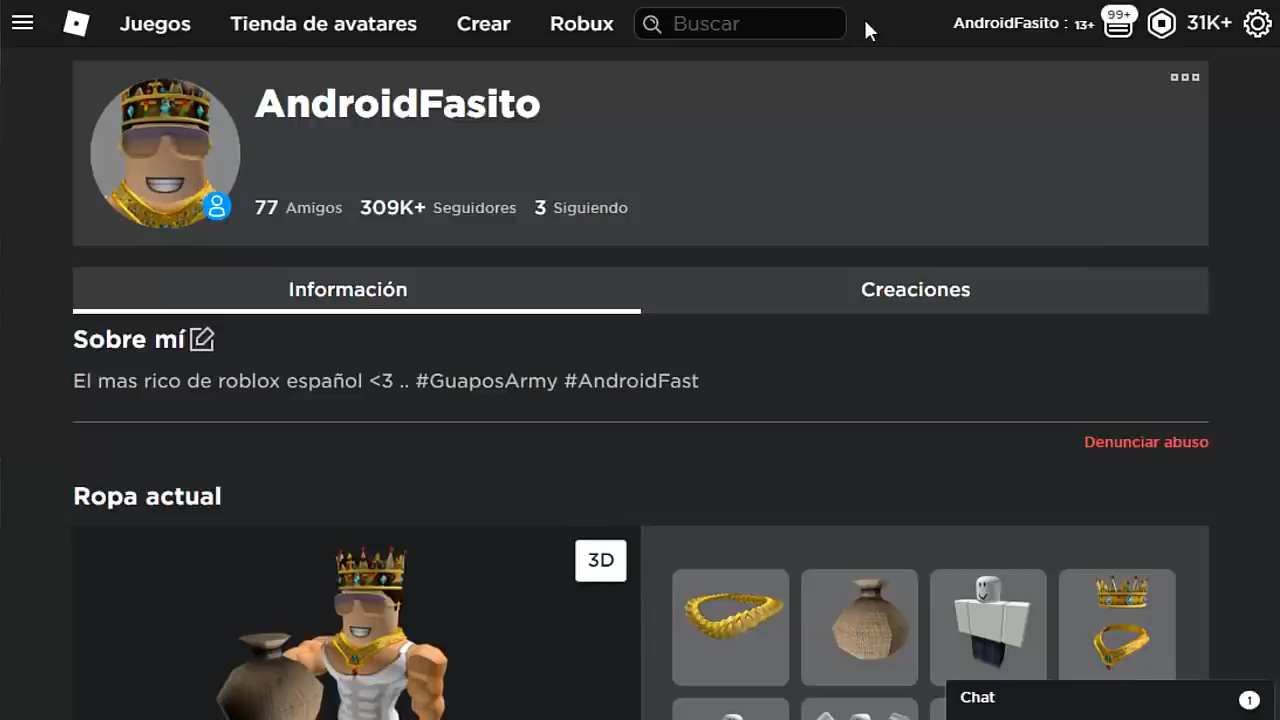 Juegos Tienda de avatares Crear Robux Buscar AndroidFasito : 13+ 99+ 31K+
AndroidFasito
77 Amigos 309K+ Seguidores 3 Siguiendo
Información Creaciones
Sobre mí
El mas rico de roblox español <3 .. #GuaposArmy #AndroidFast
Denunciar abuso
Ropa actual
3D
Chat 1